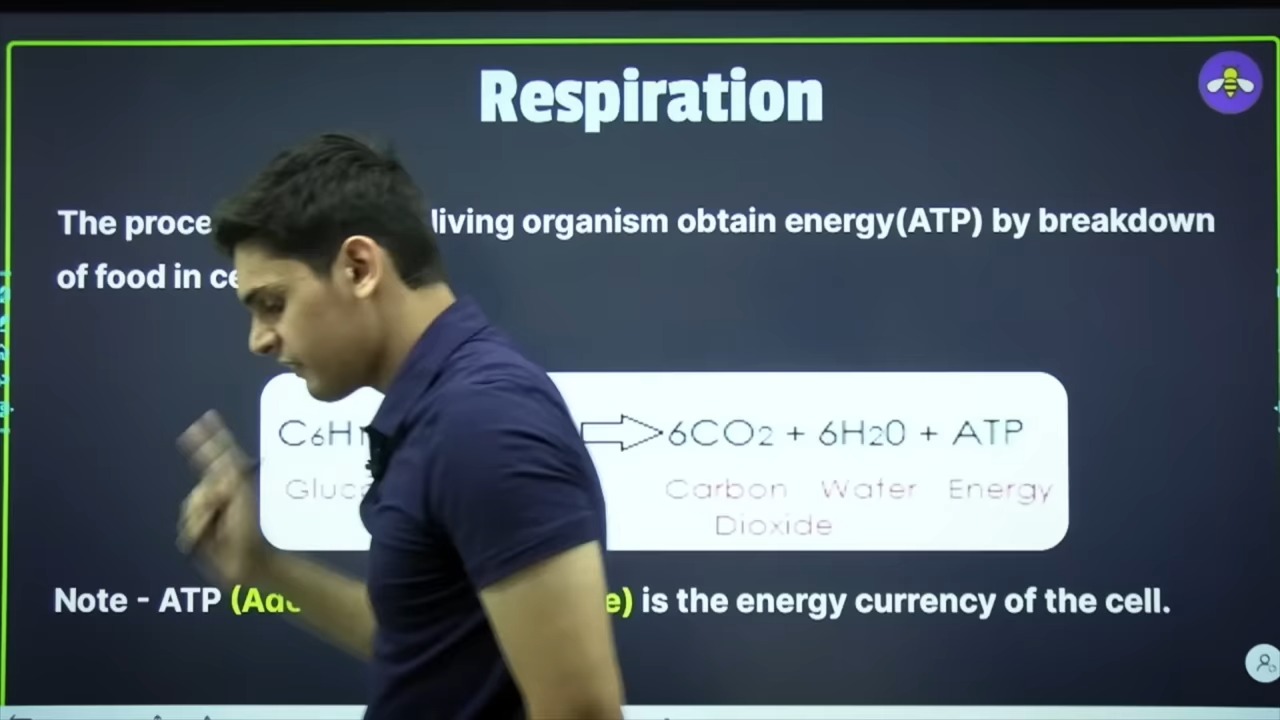 Respiration
The proce living organism obtain energy(ATP) by breakdown
of food in ce
C6H 6CO2 + 6H20 + ATP
Gluc Carbon Water Energy
Dioxide
Note - ATP (Ad e) is the energy currency of the cell.